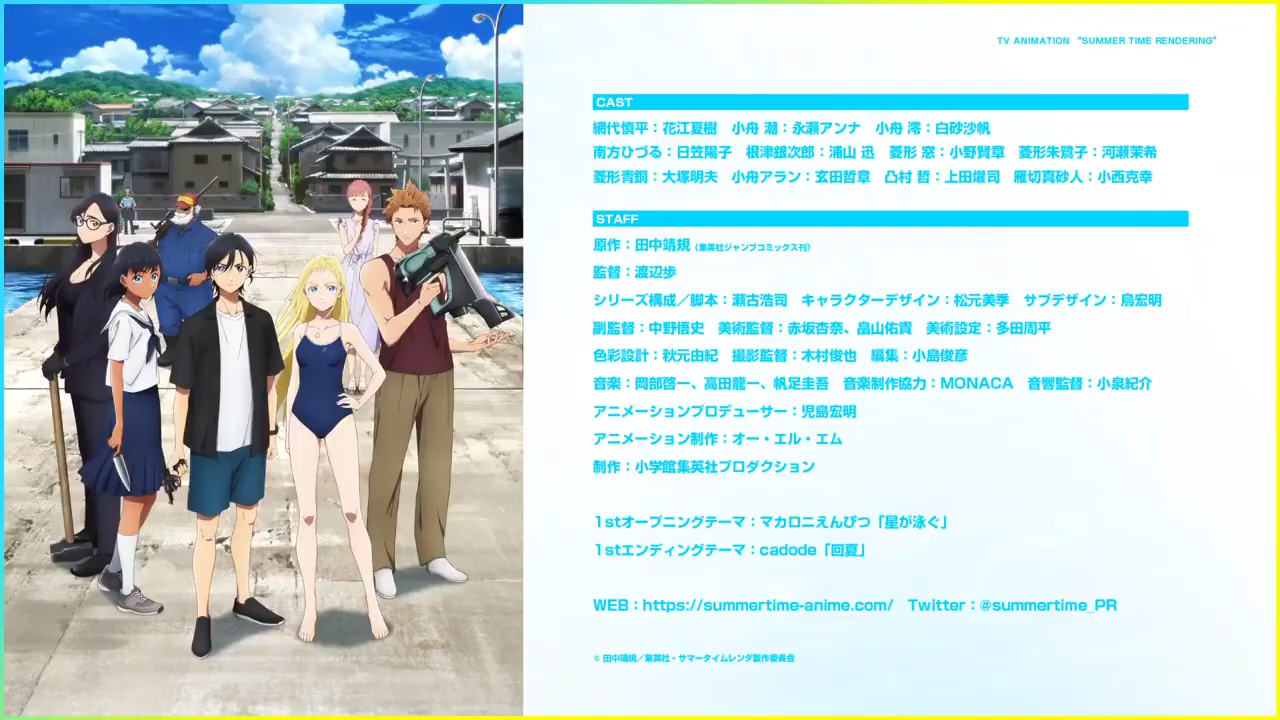 TV ANIMATION "SUMMER TIME RENDERING"
CAST
網代慎平：花江夏樹　小舟 潮：永瀬アンナ　小舟 澪：白砂沙帆
南方ひづる：日笠陽子　根津銀次郎：浦山 迅　菱形 窓：小野賢章　菱形朱鷺子：河瀬茉希
菱形青銅：大塚明夫　小舟アラン：玄田哲章　凸村 哲：上田燿司　雁切真砂人：小西克幸
STAFF
原作：田中靖規（集英社ジャンプコミックス刊）
監督：渡辺歩
シリーズ構成／脚本：瀬古浩司　キャラクターデザイン：松元美季　サブデザイン：烏宏明
副監督：中野悟史　美術監督：赤坂杏奈、畠山佑貴　美術設定：多田周平
色彩設計：秋元由紀　撮影監督：木村俊也　編集：小島俊彦
音楽：岡部啓一、高田龍一、帆足圭吾　音楽制作協力：MONACA　音響監督：小泉紀介
アニメーションプロデューサー：児島宏明
アニメーション制作：オー・エル・エム
制作：小学館集英社プロダクション
1stオープニングテーマ：マカロニえんぴつ「星が泳ぐ」
1stエンディングテーマ：cadode「回夏」
WEB：https://summertime-anime.com/　Twitter：@summertime_PR
© 田中靖規／集英社・サマータイムレンダ製作委員会